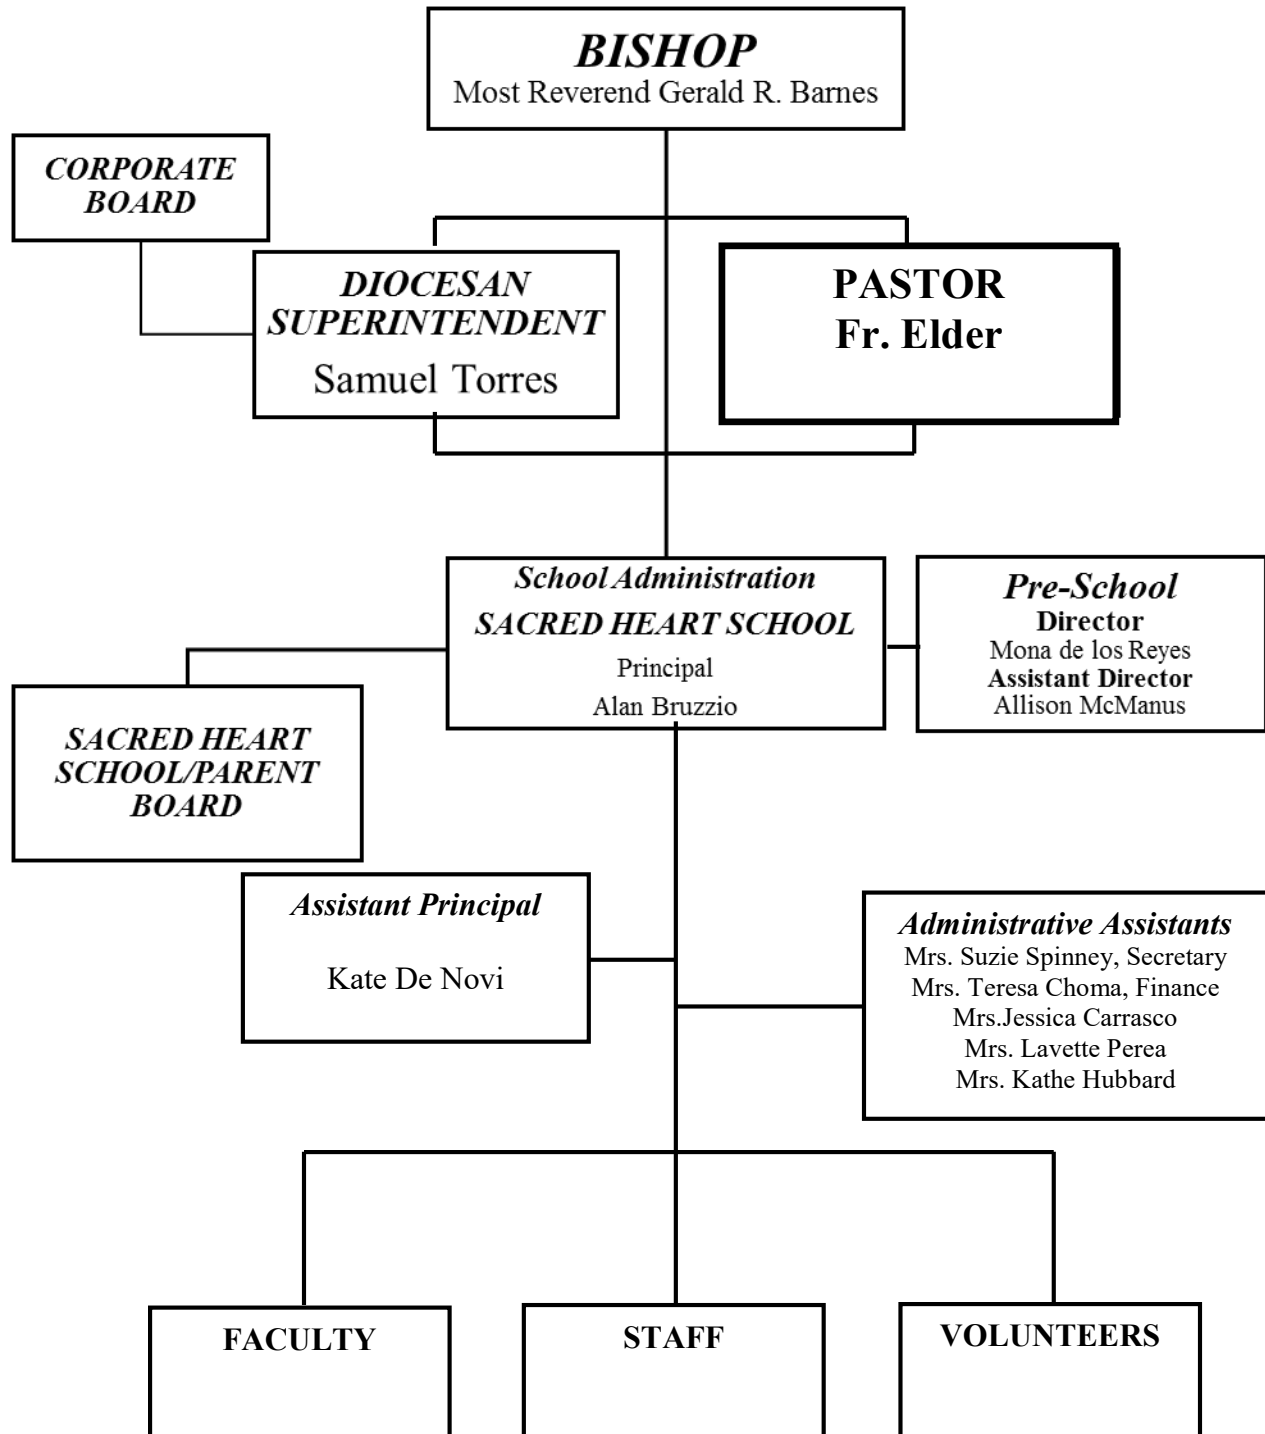 BISHOP
Most Reverend Gerald R. Barnes
CORPORATE
BOARD
DIOCESAN
SUPERINTENDENT
Samuel Torres
PASTOR
Fr. Elder
School Administration
SACRED HEART SCHOOL
Principal
Alan Bruzzio
Pre-School
Director
Mona de los Reyes
Assistant Director
Allison McManus
SACRED HEART
SCHOOL/PARENT
BOARD
Assistant Principal
Kate De Novi
Administrative Assistants
Mrs. Suzie Spinney, Secretary
Mrs. Teresa Choma, Finance
Mrs.Jessica Carrasco
Mrs. Lavette Perea
Mrs. Kathe Hubbard
FACULTY
STAFF
VOLUNTEERS